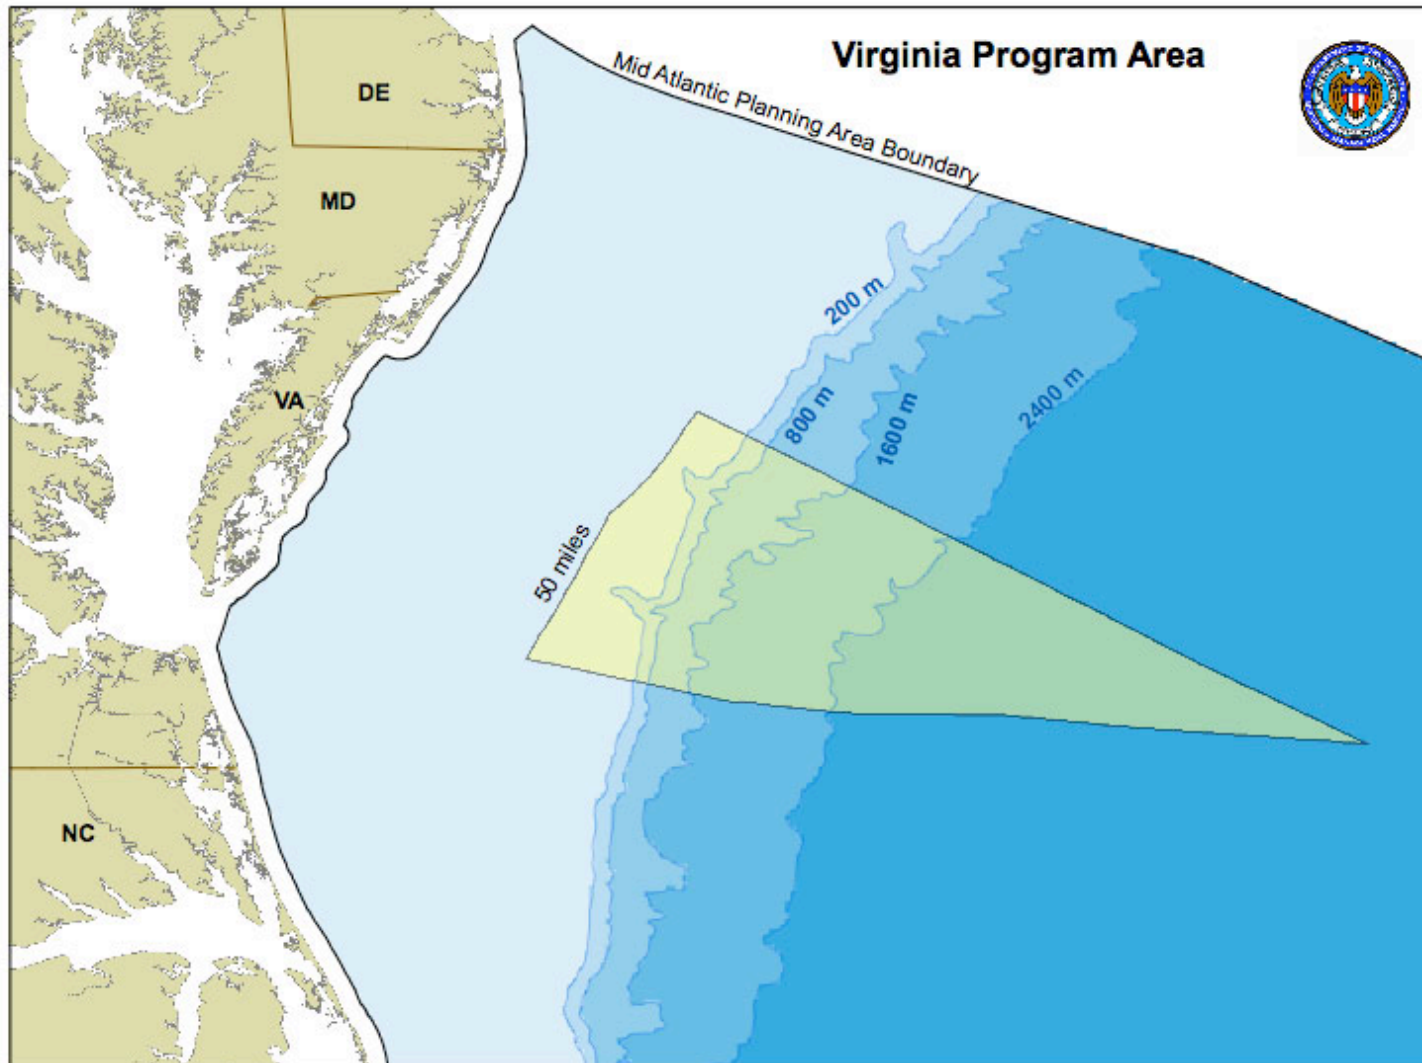 Virginia Program Area
Mid Atlantic Planning Area Boundary
DE
MD
VA
NC
200 m
800 m
1600 m
2400 m
50 miles